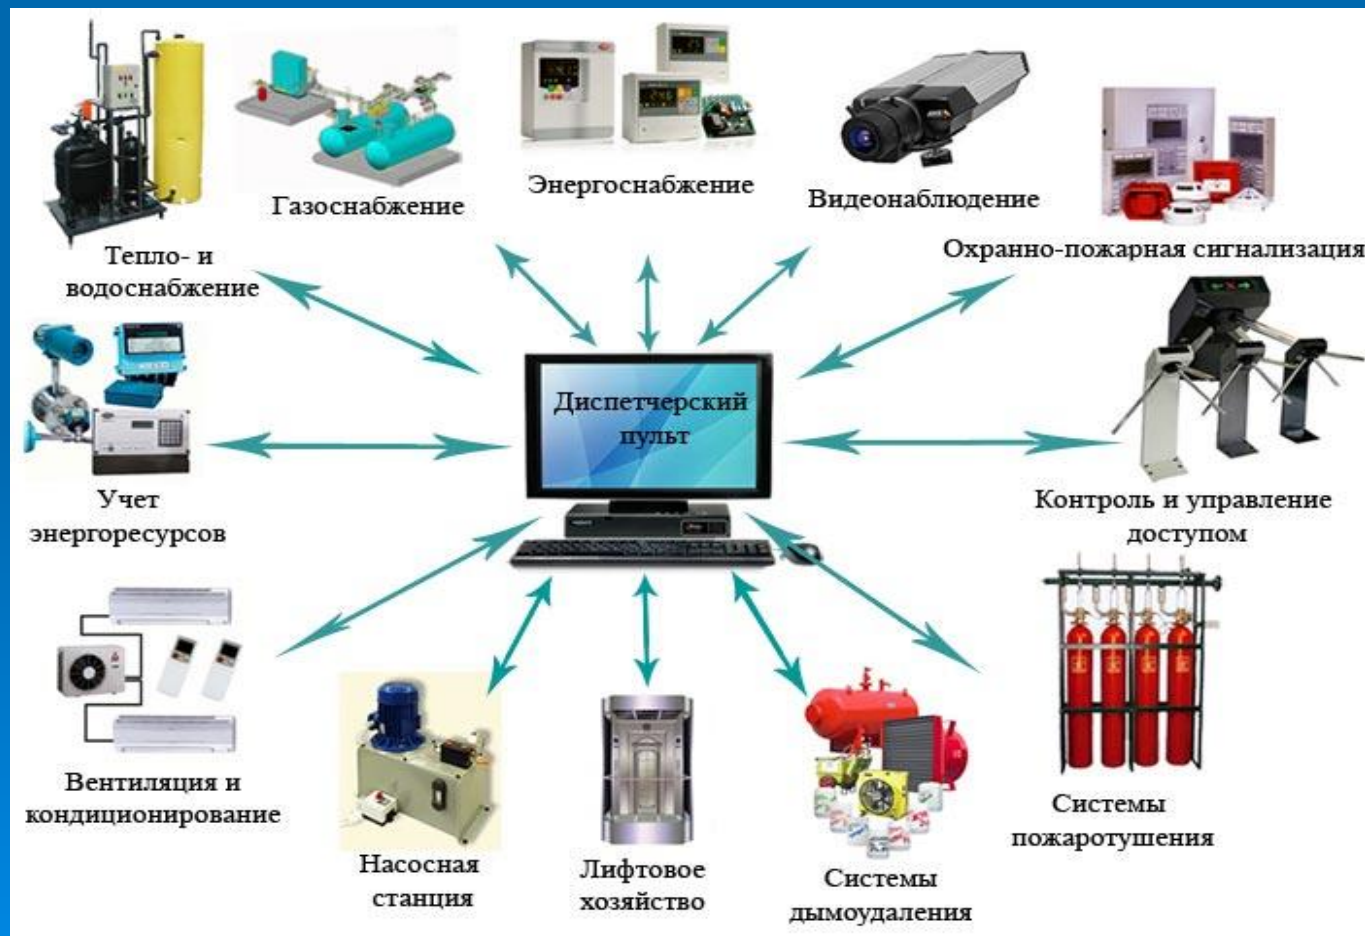 Энергоснабжение
Видеонаблюдение
Газоснабжение
Охранно-пожарная сигнализация
Тепло- и
водоснабжение
Диспетчерский
пульт
Учет
энергоресурсов
Контроль и управление
доступом
Вентиляция и
кондиционирование
Системы
пожаротушения
Насосная
станция
Лифтовое
хозяйство
Системы
дымоудаления